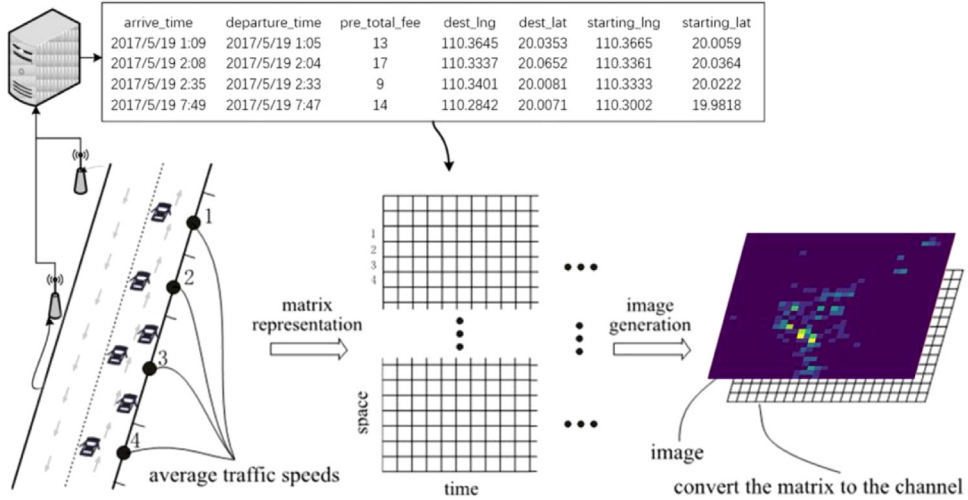 arrive_time departure_time pre_total_fee dest_lng dest_lat starting_lng starting_lat
2017/5/19 1:09 2017/5/19 1:05 13 110.3645 20.0353 110.3665 20.0059
2017/5/19 2:08 2017/5/19 2:04 17 110.3337 20.0652 110.3361 20.0364
2017/5/19 2:35 2017/5/19 2:33 9 110.3401 20.0081 110.3333 20.0222
2017/5/19 7:49 2017/5/19 7:47 14 110.2842 20.0071 110.3002 19.9818
1
2
3
4
average traffic speeds
matrix
representation
1
2
3
4
space
time
image
generation
image
convert the matrix to the channel